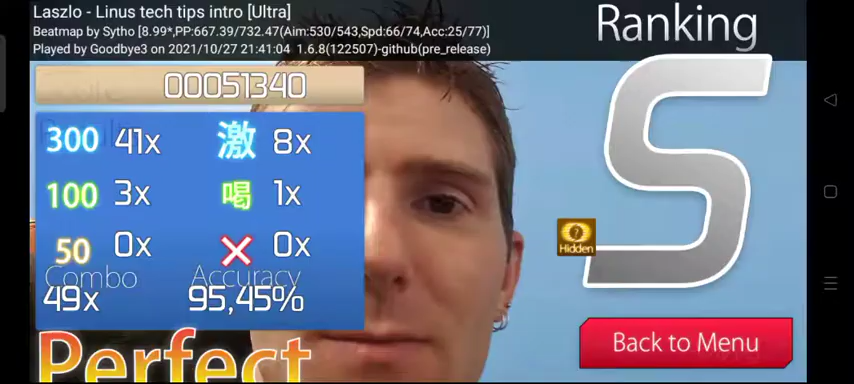 Laszlo - Linus tech tips intro [Ultra]
Beatmap by Sytho [8.99*,PP:667.39/732.47(Aim:530/543,Spd:66/74,Acc:25/77)]
Played by Goodbye3 on 2021/10/27 21:41:04 1.6.8(122507)-github(pre_release)
Ranking
00051340
300 41x 激 8x
100 3x 喝 1x
50 0x 0x
Combo Accuracy
49x 95,45%
Perfect
S
Hidden
Back to Menu